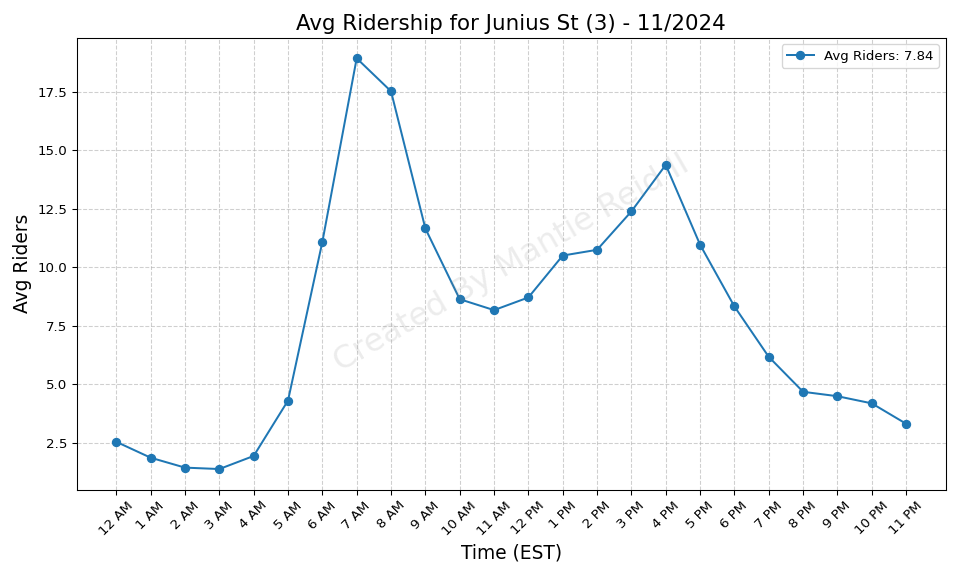 Avg Ridership for Junius St (3) - 11/2024
Avg Riders: 7.84
17.5
15.0
12.5
10.0
7.5
5.0
2.5
Avg Riders
Created By Mantie Reidal
12 AM 1 AM 2 AM 3 AM 4 AM 5 AM 6 AM 7 AM 8 AM 9 AM 10 AM 11 AM 12 PM 1 PM 2 PM 3 PM 4 PM 5 PM 6 PM 7 PM 8 PM 9 PM 10 PM 11 PM
Time (EST)